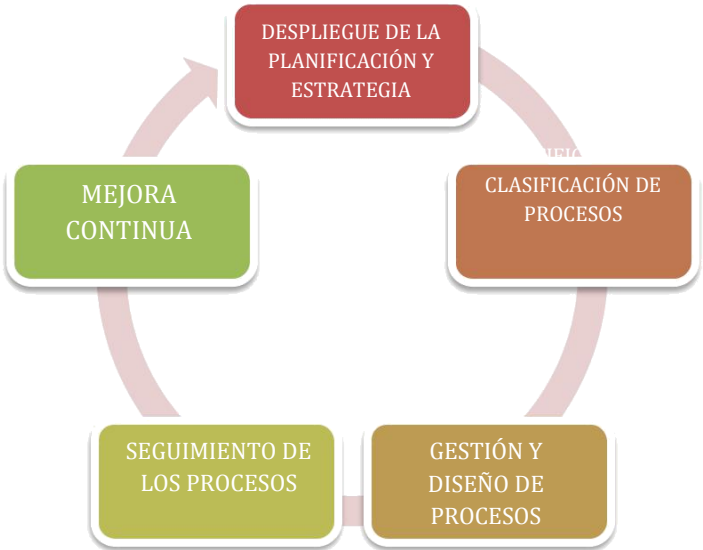 DESPLIEGUE DE LA
PLANIFICACIÓN Y
ESTRATEGIA
CLASIFICACIÓN DE
PROCESOS
GESTIÓN Y
DISEÑO DE
PROCESOS
SEGUIMIENTO DE
LOS PROCESOS
MEJORA
CONTINUA